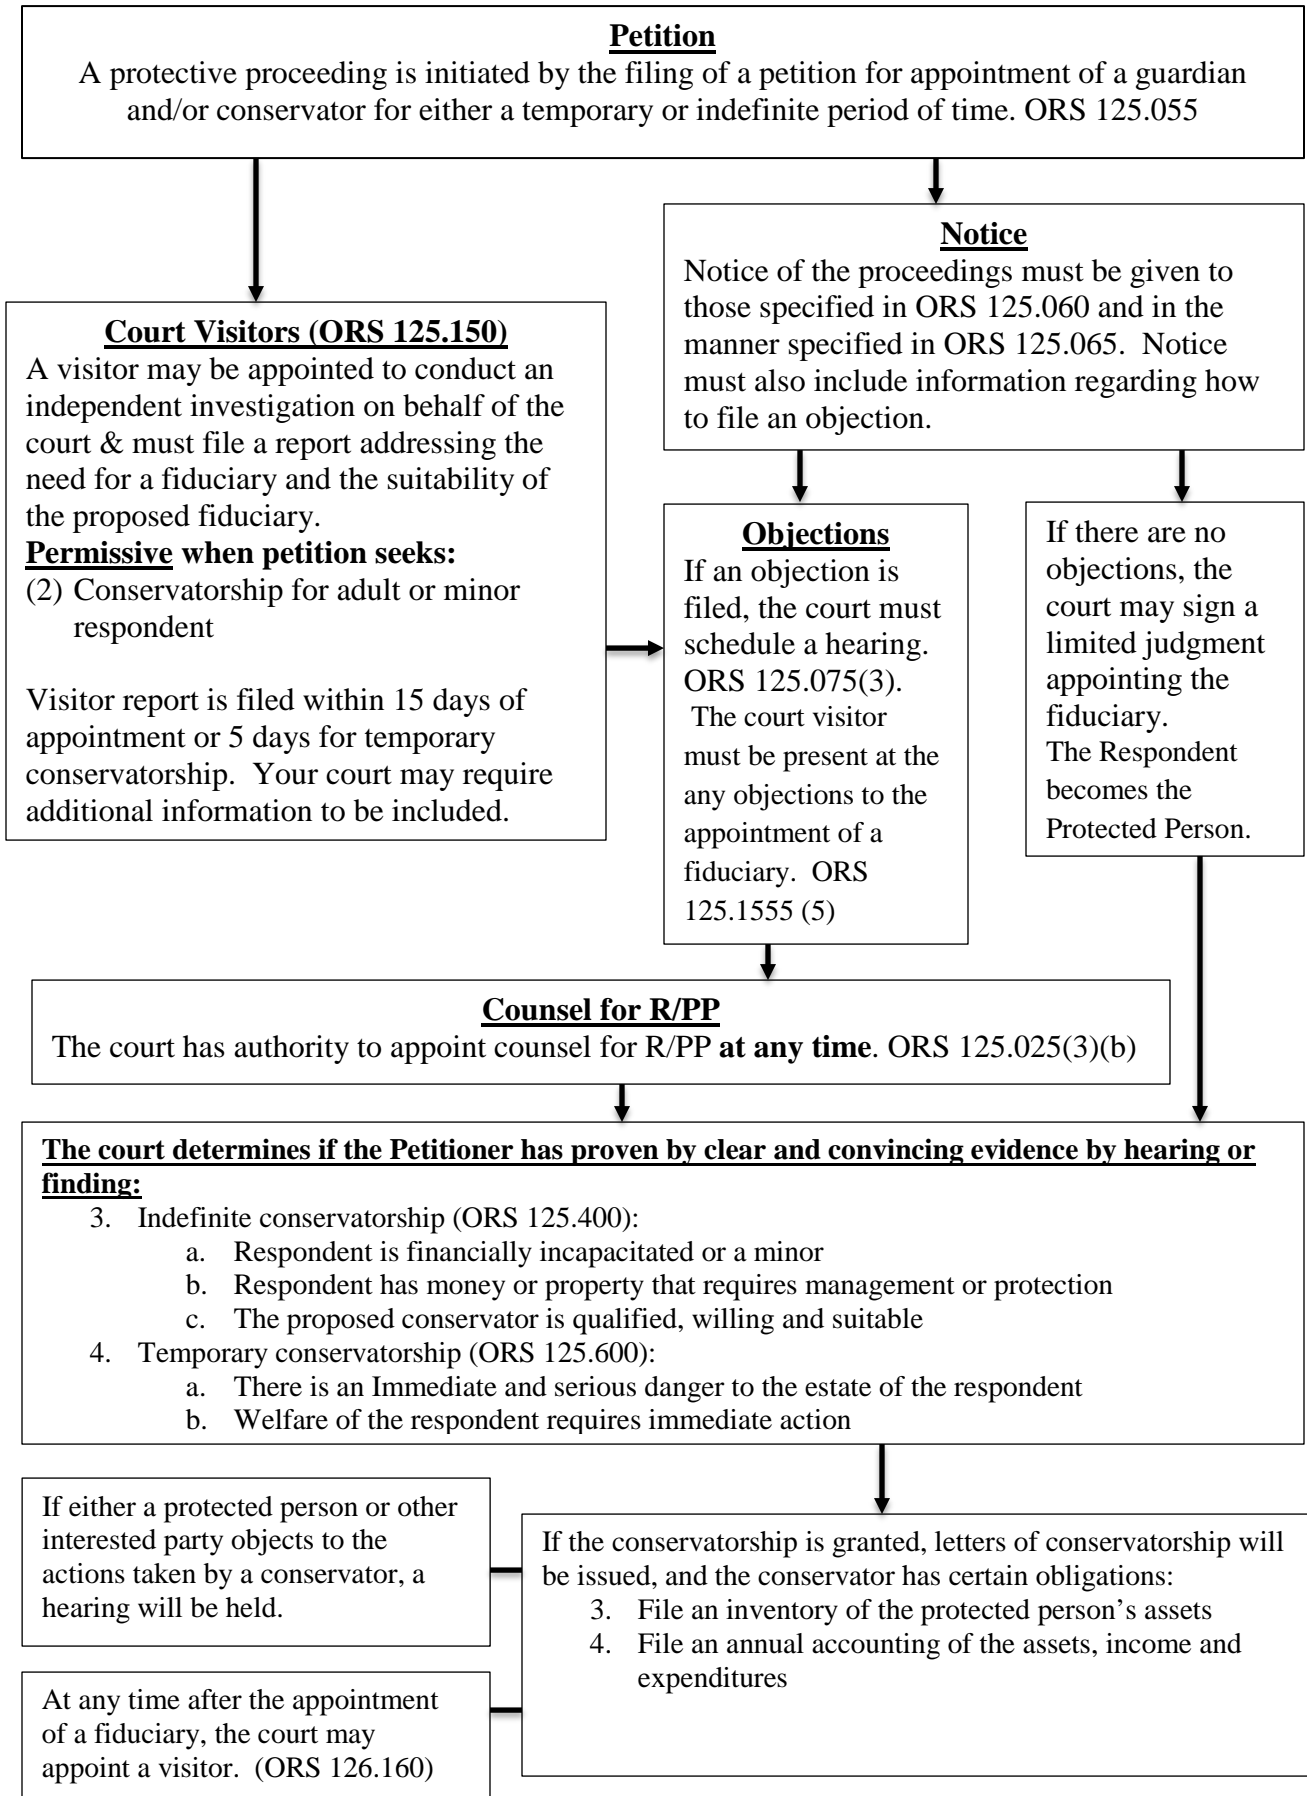 Petition
A protective proceeding is initiated by the filing of a petition for appointment of a guardian
and/or conservator for either a temporary or indefinite period of time. ORS 125.055
Notice
Notice of the proceedings must be given to
those specified in ORS 125.060 and in the
manner specified in ORS 125.065.  Notice
must also include information regarding how
to file an objection.
Court Visitors (ORS 125.150)
A visitor may be appointed to conduct an
independent investigation on behalf of the
court & must file a report addressing the
need for a fiduciary and the suitability of
the proposed fiduciary.
Permissive when petition seeks:
(2) Conservatorship for adult or minor
respondent
Visitor report is filed within 15 days of
appointment or 5 days for temporary
conservatorship.  Your court may require
additional information to be included.
Objections
If an objection is
filed, the court must
schedule a hearing.
ORS 125.075(3).
The court visitor
must be present at the
any objections to the
appointment of a
fiduciary.  ORS
125.1555 (5)
If there are no
objections, the
court may sign a
limited judgment
appointing the
fiduciary.
The Respondent
becomes the
Protected Person.
Counsel for R/PP
The court has authority to appoint counsel for R/PP at any time. ORS 125.025(3)(b)
The court determines if the Petitioner has proven by clear and convincing evidence by hearing or
finding:
3. Indefinite conservatorship (ORS 125.400):
a. Respondent is financially incapacitated or a minor
b. Respondent has money or property that requires management or protection
c. The proposed conservator is qualified, willing and suitable
4. Temporary conservatorship (ORS 125.600):
a. There is an Immediate and serious danger to the estate of the respondent
b. Welfare of the respondent requires immediate action
If either a protected person or other
interested party objects to the
actions taken by a conservator, a
hearing will be held.
If the conservatorship is granted, letters of conservatorship will
be issued, and the conservator has certain obligations:
3. File an inventory of the protected person’s assets
4. File an annual accounting of the assets, income and
expenditures
At any time after the appointment
of a fiduciary, the court may
appoint a visitor.  (ORS 126.160)